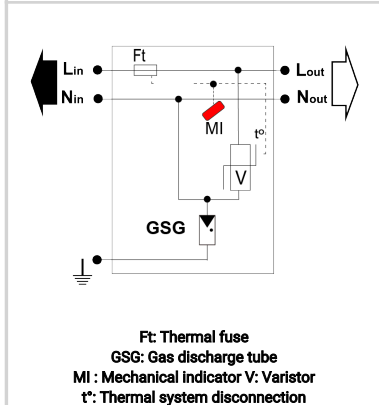 Ft
Lin Lout
Nin Nout
MI
t°
V
GSG
Ft: Thermal fuse
GSG: Gas discharge tube
MI : Mechanical indicator V: Varistor
t°: Thermal system disconnection